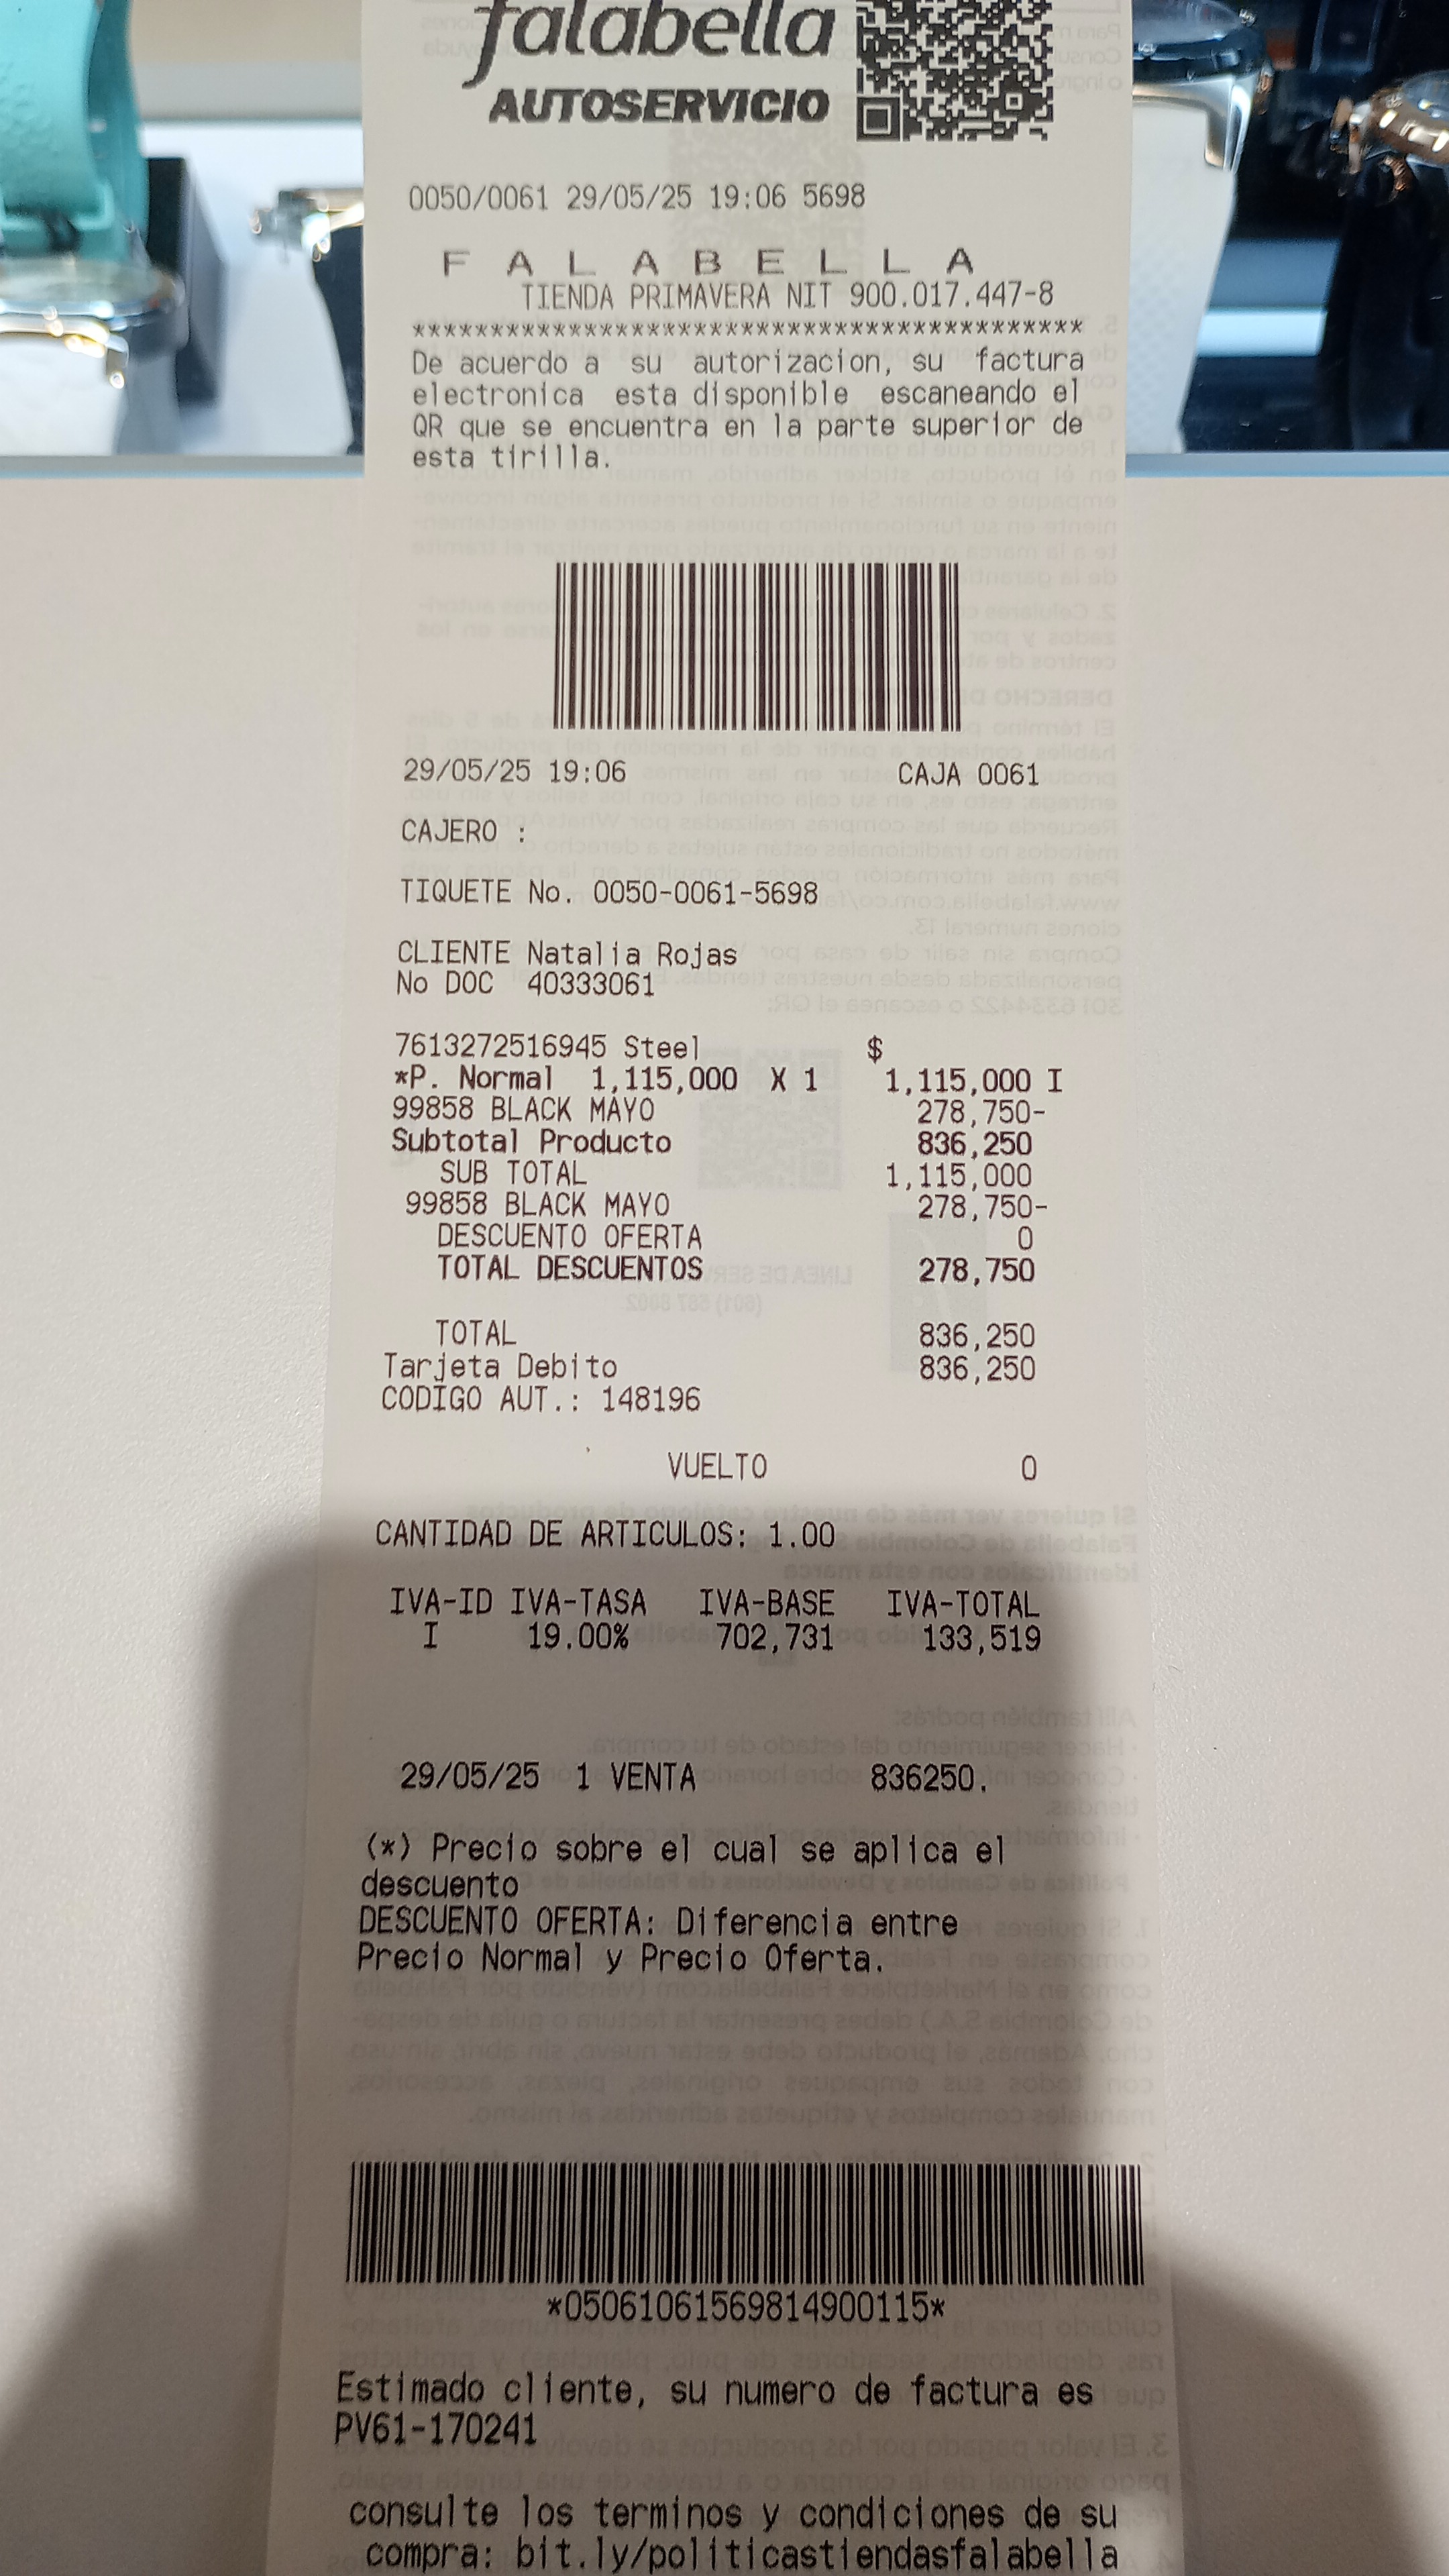 falabella
AUTOSERVICIO
0050/0061 29/05/25 19:06 5698
F A L A B E L L A
TIENDA PRIMAVERA NIT 900.017.447-8
******************************************
De acuerdo a su autorizacion, su factura
electronica esta disponible escaneando el
QR que se encuentra en la parte superior de
esta tirilla.
29/05/25 19:06 CAJA 0061
CAJERO :
TIQUETE No. 0050-0061-5698
CLIENTE Natalia Rojas
No DOC 40333061
7613272516945 Steel $
*P. Normal 1,115,000 X 1 1,115,000 I
99858 BLACK MAYO 278,750-
Subtotal Producto 836,250
SUB TOTAL 1,115,000
99858 BLACK MAYO 278,750-
DESCUENTO OFERTA 0
TOTAL DESCUENTOS 278,750
TOTAL 836,250
Tarjeta Debito 836,250
CODIGO AUT.: 148196
VUELTO 0
CANTIDAD DE ARTICULOS: 1.00
IVA-ID IVA-TASA IVA-BASE IVA-TOTAL
I 19.00% 702,731 133,519
29/05/25 1 VENTA 836250.
(*) Precio sobre el cual se aplica el
descuento
DESCUENTO OFERTA: Diferencia entre
Precio Normal y Precio Oferta.
*05061061569814900115*
Estimado cliente, su numero de factura es
PV61-170241
consulte los terminos y condiciones de su
compra: bit.ly/politicastiendasfalabella